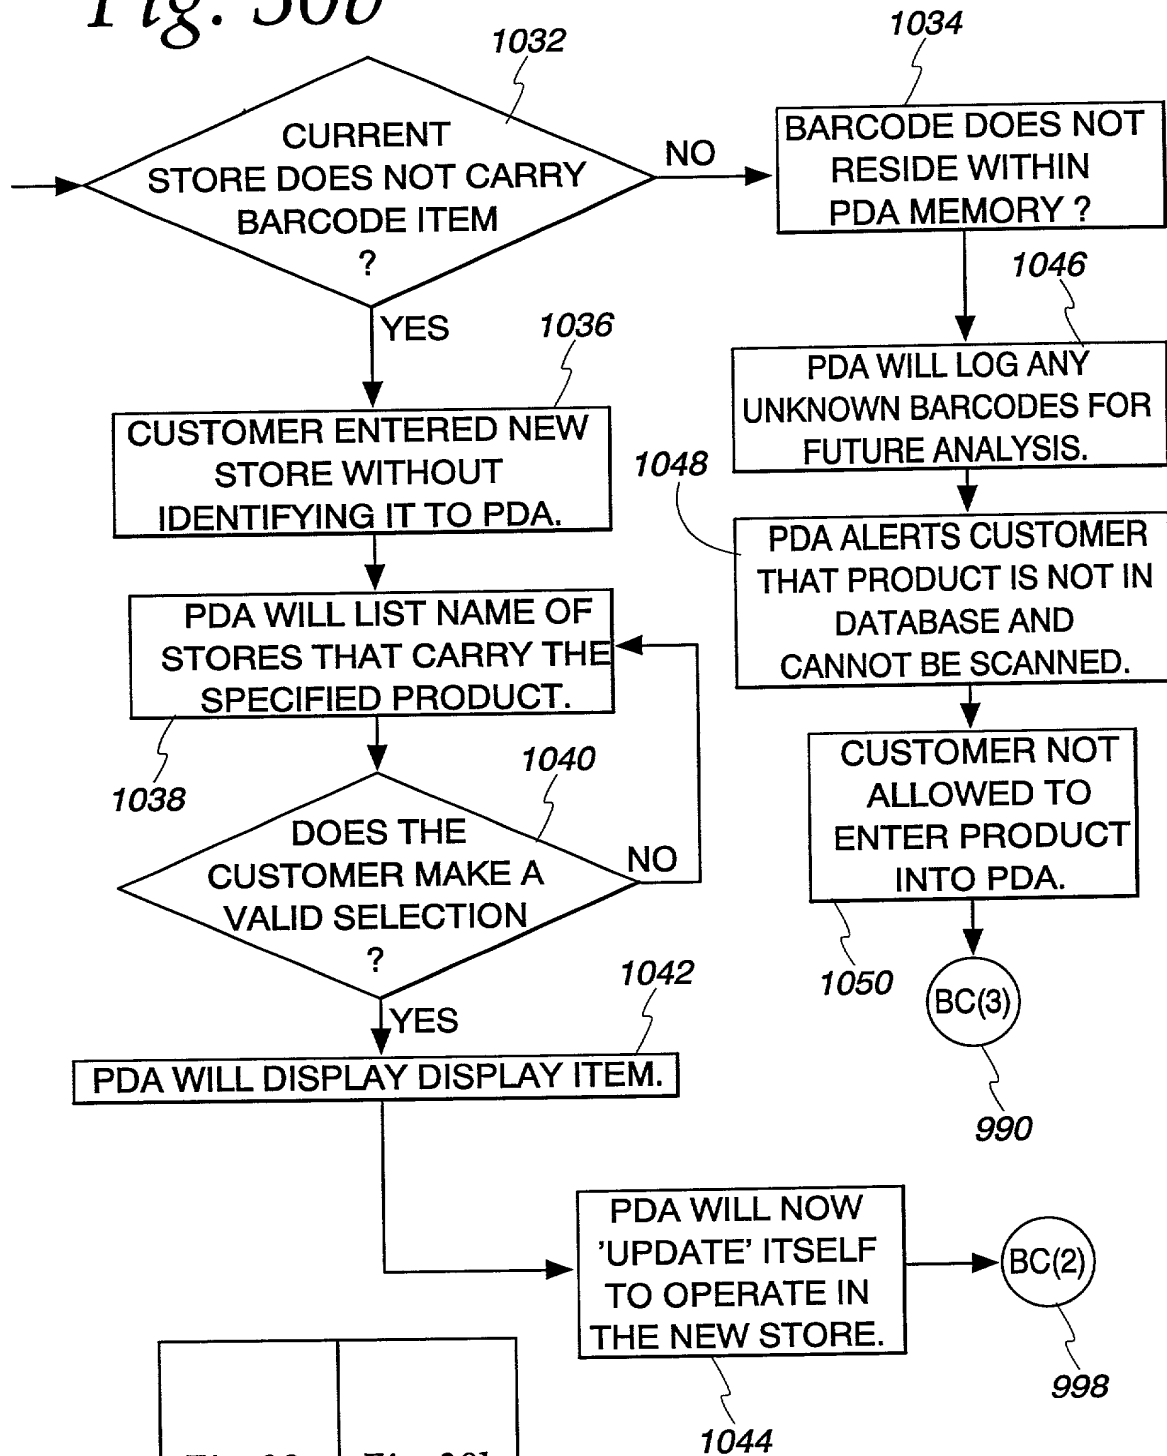 Fig. 30b
1032
CURRENT
STORE DOES NOT CARRY
BARCODE ITEM
?
NO
YES
1034
BARCODE DOES NOT
RESIDE WITHIN
PDA MEMORY ?
1046
PDA WILL LOG ANY
UNKNOWN BARCODES FOR
FUTURE ANALYSIS.
1036
CUSTOMER ENTERED NEW
STORE WITHOUT
IDENTIFYING IT TO PDA.
1048
PDA ALERTS CUSTOMER
THAT PRODUCT IS NOT IN
DATABASE AND
CANNOT BE SCANNED.
PDA WILL LIST NAME OF
STORES THAT CARRY THE
SPECIFIED PRODUCT.
1038
1040
DOES THE
CUSTOMER MAKE A
VALID SELECTION
?
NO
YES
CUSTOMER NOT
ALLOWED TO
ENTER PRODUCT
INTO PDA.
1050
BC(3)
990
1042
PDA WILL DISPLAY DISPLAY ITEM.
PDA WILL NOW
'UPDATE' ITSELF
TO OPERATE IN
THE NEW STORE.
1044
BC(2)
998